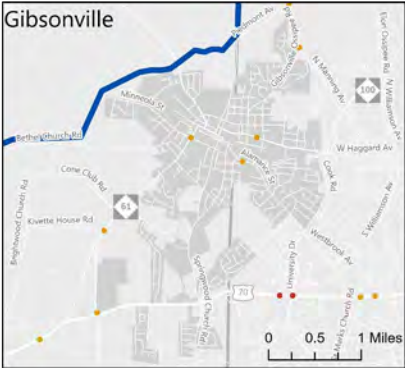 Gibsonville
Piedmont Av
Gibsonville Ossipee Rd
N Manning Av
Elon Ossipee Rd
N Williamson Av
100
Minneola St
Bethel Church Rd
W Haggard Av
Alamance St
Cook Rd
Cone Club Rd
61
Brightwood Church Rd
Kivette House Rd
Westbrook Av
S Williamson Av
Springwood Church Rd
University Dr
70
N Merks Church Rd
0 0.5 1 Miles